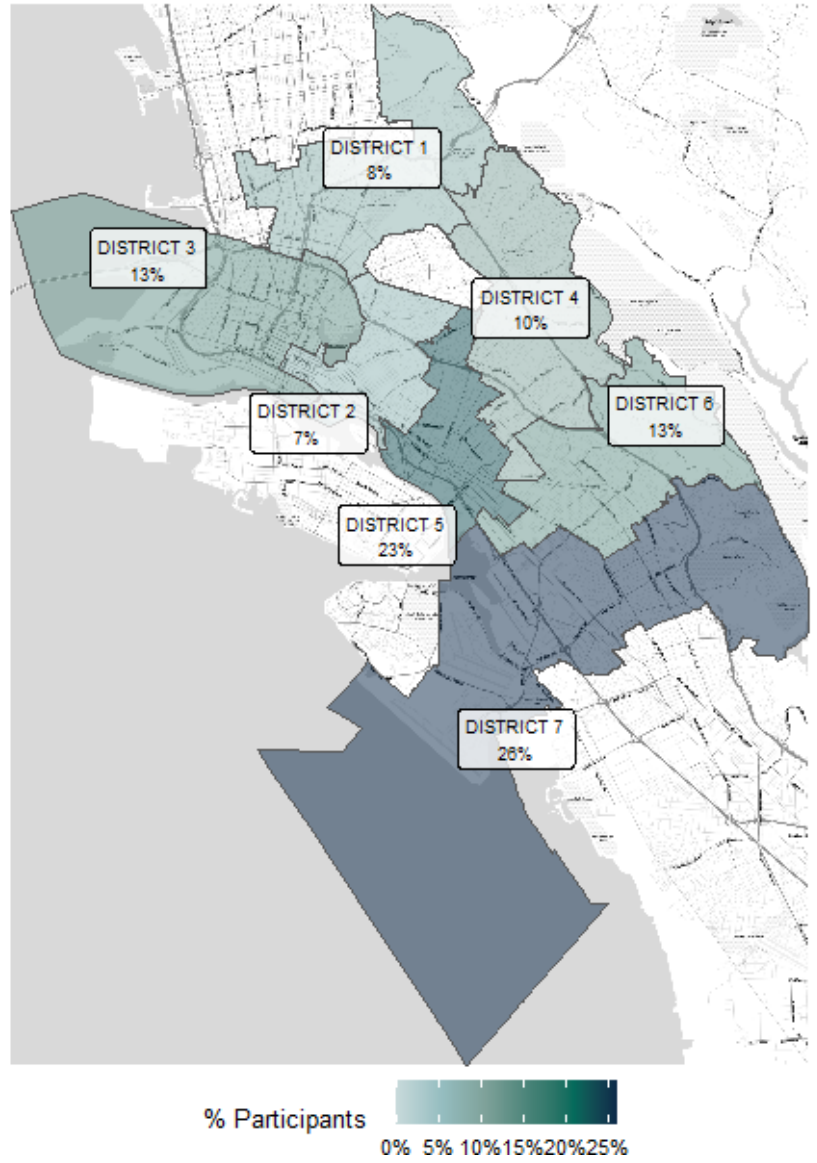 DISTRICT 1
8%
DISTRICT 3
13%
DISTRICT 4
10%
DISTRICT 2
7%
DISTRICT 6
13%
DISTRICT 5
23%
DISTRICT 7
26%
% Participants
0% 5% 10% 15% 20% 25%